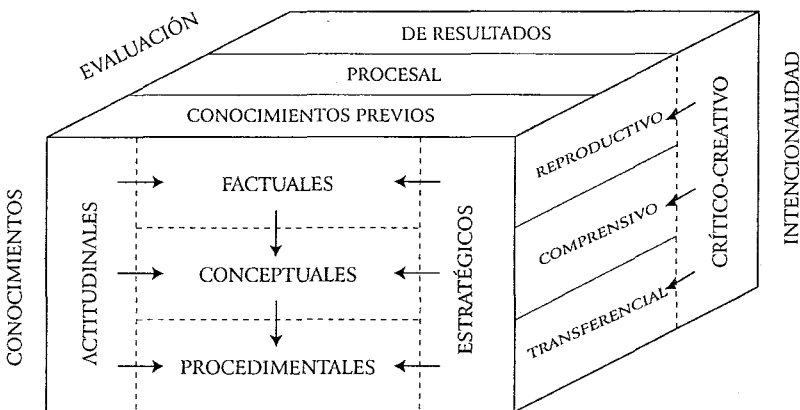 EVALUACIÓN
DE RESULTADOS
PROCESAL
CONOCIMIENTOS PREVIOS
CONOCIMIENTOS
ACTITUDINALES
FACTUALES
CONCEPTUALES
PROCEDIMENTALES
ESTRATÉGICOS
REPRODUCTIVO
COMPRENSIVO
TRANSFERENCIAL
CRÍTICO-CREATIVO
INTENCIONALIDAD